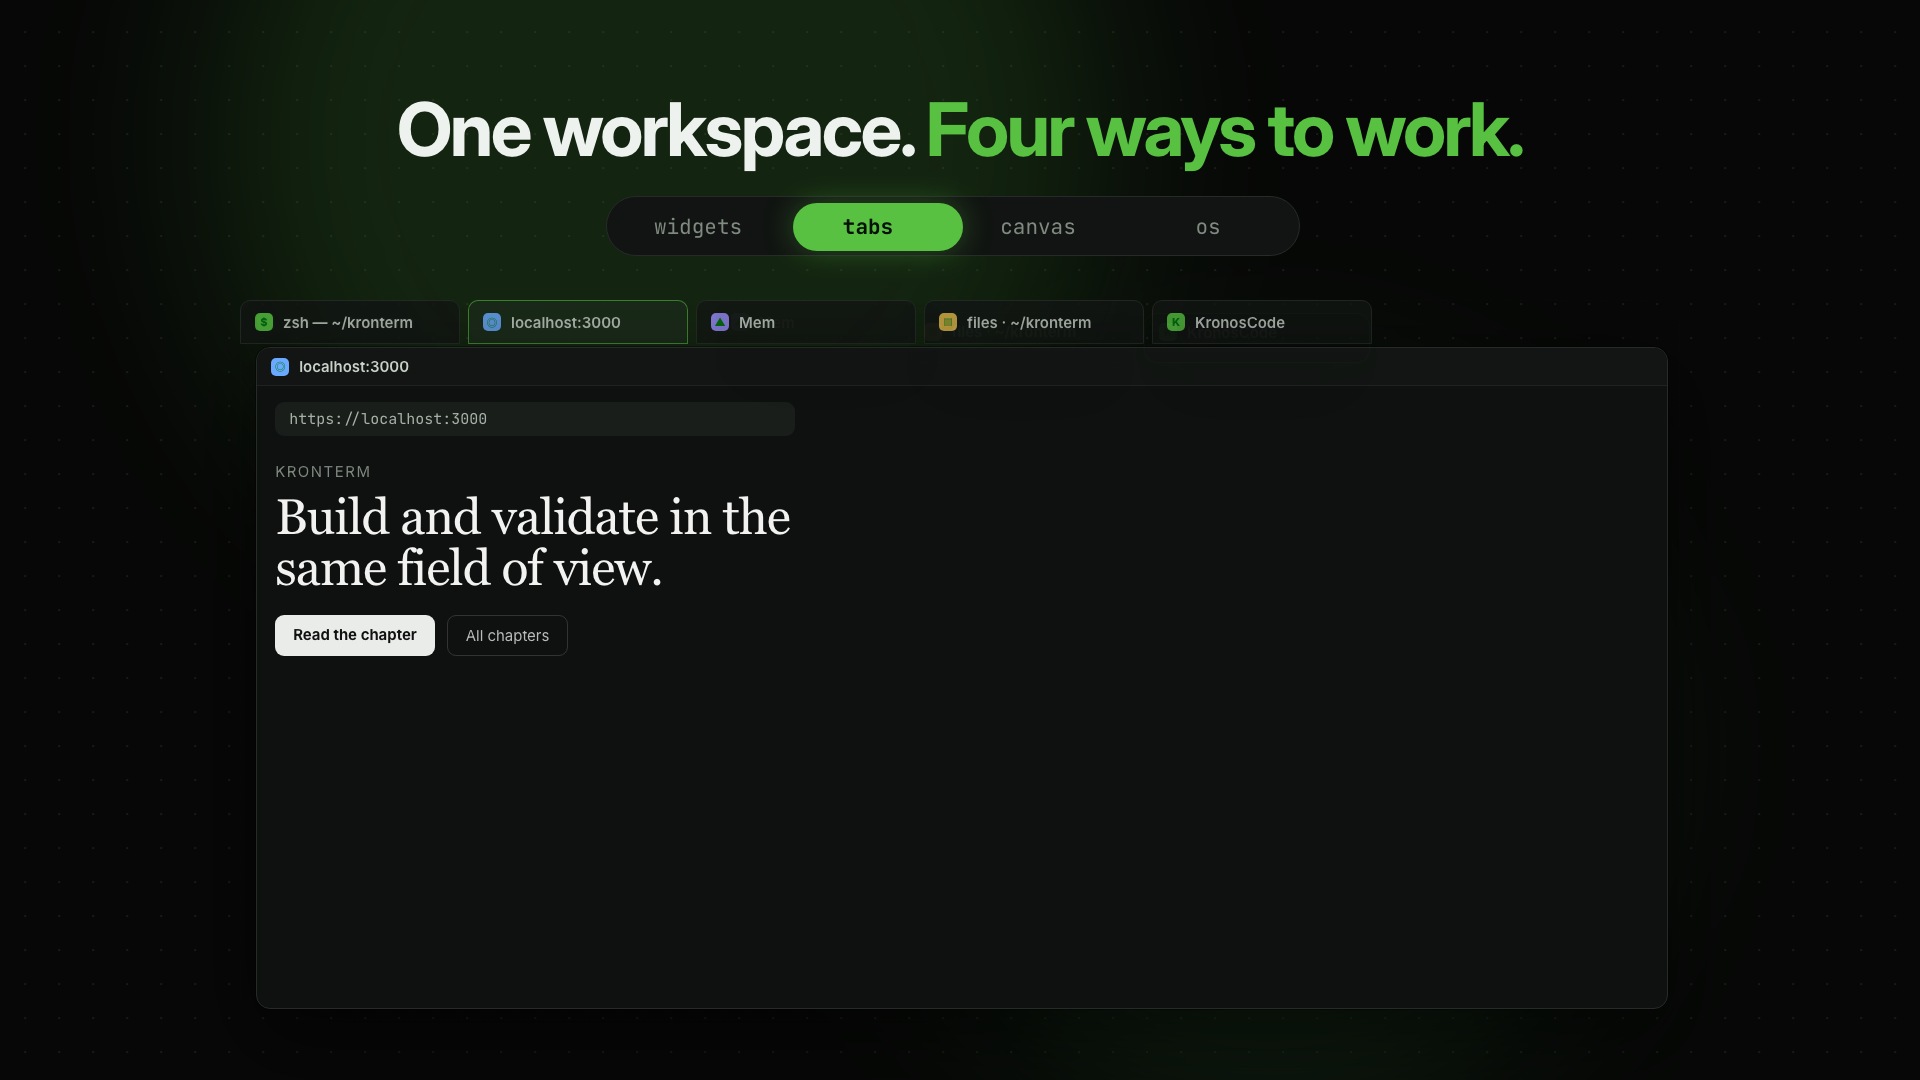 One workspace. Four ways to work.
widgets tabs canvas os
$ zsh — ~/kronterm localhost:3000 Mem files · ~/kronterm K KronosCode
localhost:3000
https://localhost:3000
KRONTERM
Build and validate in the
same field of view.
Read the chapter All chapters